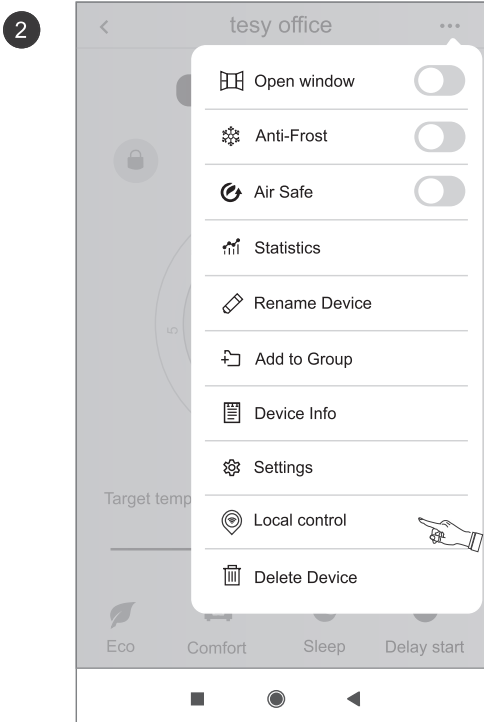 2
tesy office
Open window
Anti-Frost
Air Safe
Statistics
5
Rename Device
Add to Group
Device Info
Settings
Target temp
Local control
Delete Device
Eco
Comfort
Sleep
Delay start